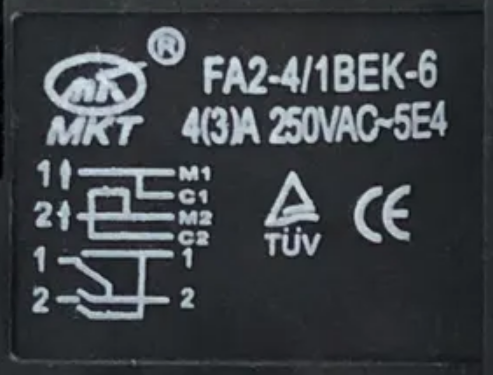 mK ®
MKT
FA2-4/1BEK-6
4(3)A 250VAC~5E4
1 M1
C1
2 M2
C2
1 1
2 2
TÜV CE